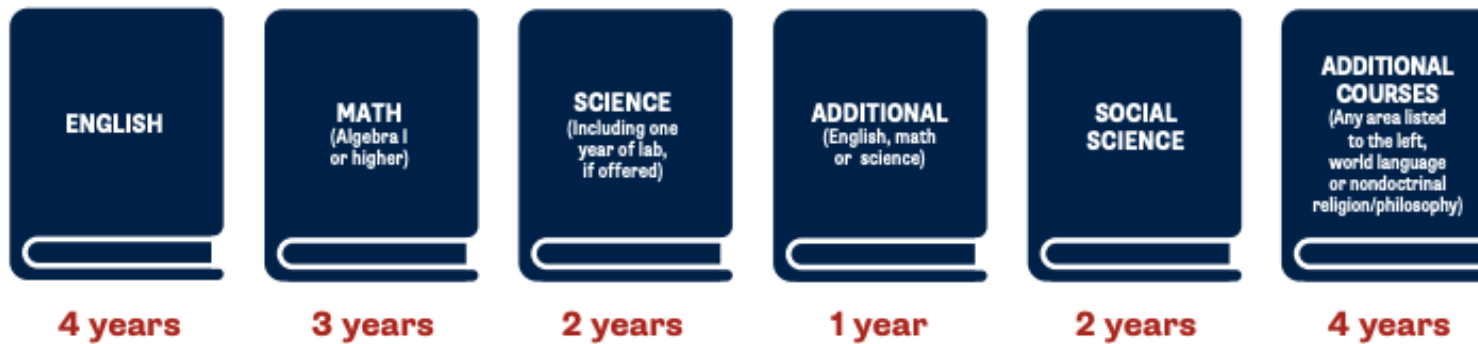 ENGLISH
4 years
MATH
(Algebra I
or higher)
3 years
SCIENCE
(Including one
year of lab,
if offered)
2 years
ADDITIONAL
(English, math
or science)
1 year
SOCIAL
SCIENCE
2 years
ADDITIONAL
COURSES
(Any area listed
to the left,
world language
or nondoctrinal
religion/philosophy)
4 years